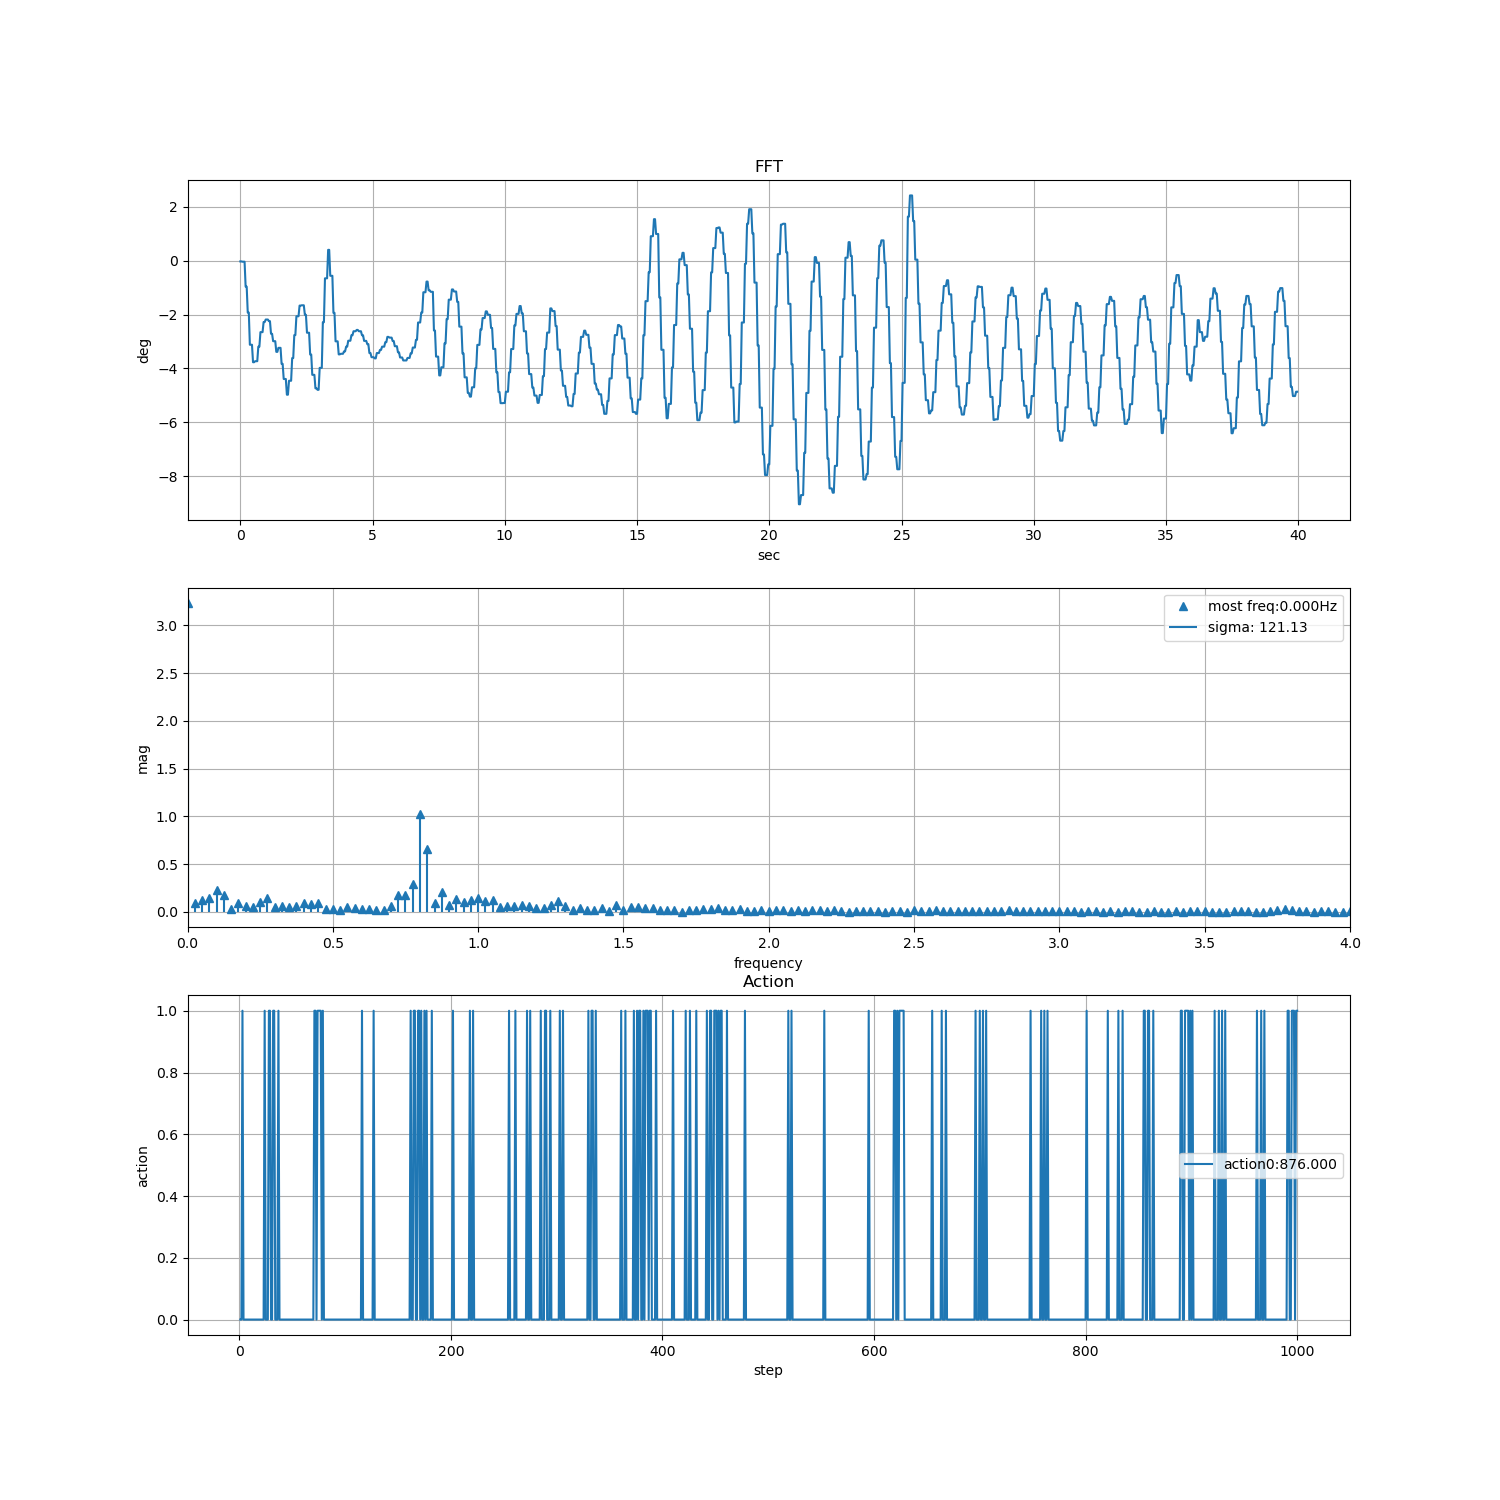 FFT
2
0
−2
−4
−6
−8
deg
0 5 10 15 20 25 30 35 40
sec
most freq:0.000Hz
sigma: 121.13
3.0
2.5
2.0
1.5
1.0
0.5
0.0
mag
0.0 0.5 1.0 1.5 2.0 2.5 3.0 3.5 4.0
frequency
Action
1.0
0.8
0.6
0.4
0.2
0.0
action
action0:876.000
0 200 400 600 800 1000
step